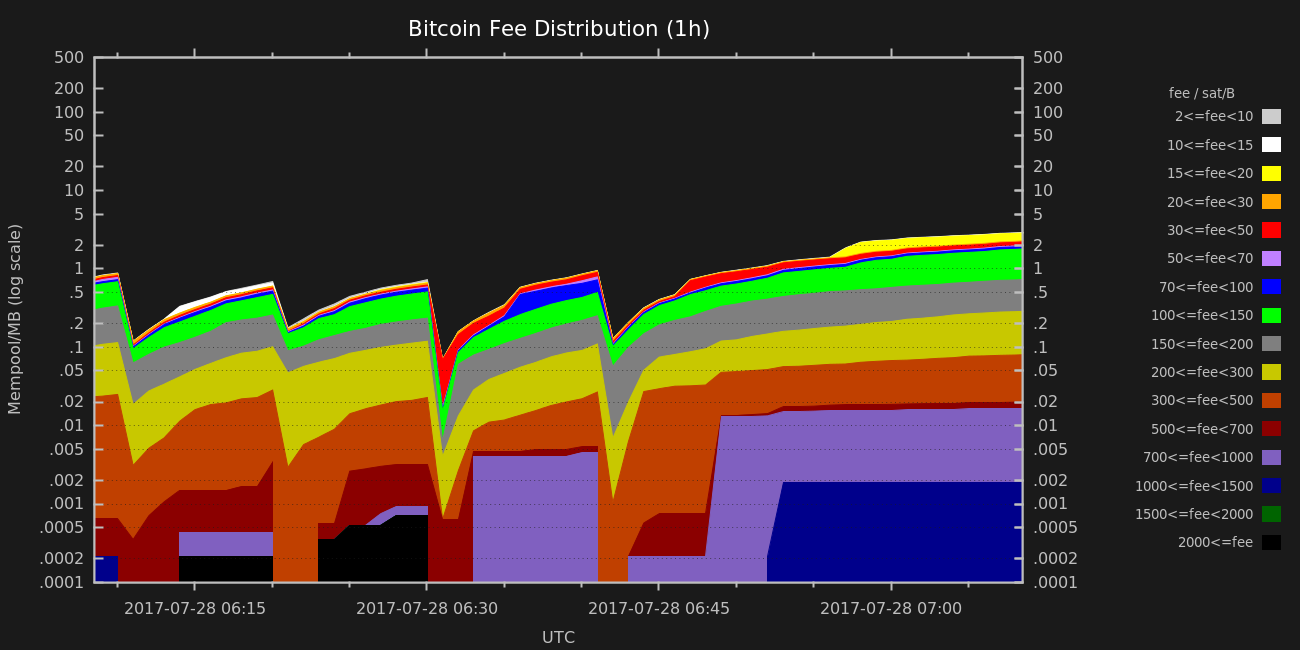 Bitcoin Fee Distribution (1h)
Mempool/MB (log scale)
500
200
100
50
20
10
5
2
1
.5
.2
.1
.05
.02
.01
.005
.002
.001
.0005
.0002
.0001
500
200
100
50
20
10
5
2
1
.5
.2
.1
.05
.02
.01
.005
.002
.001
.0005
.0002
.0001
2017-07-28 06:15
2017-07-28 06:30
2017-07-28 06:45
2017-07-28 07:00
UTC
fee / sat/B
2<=fee<10
10<=fee<15
15<=fee<20
20<=fee<30
30<=fee<50
50<=fee<70
70<=fee<100
100<=fee<150
150<=fee<200
200<=fee<300
300<=fee<500
500<=fee<700
700<=fee<1000
1000<=fee<1500
1500<=fee<2000
2000<=fee